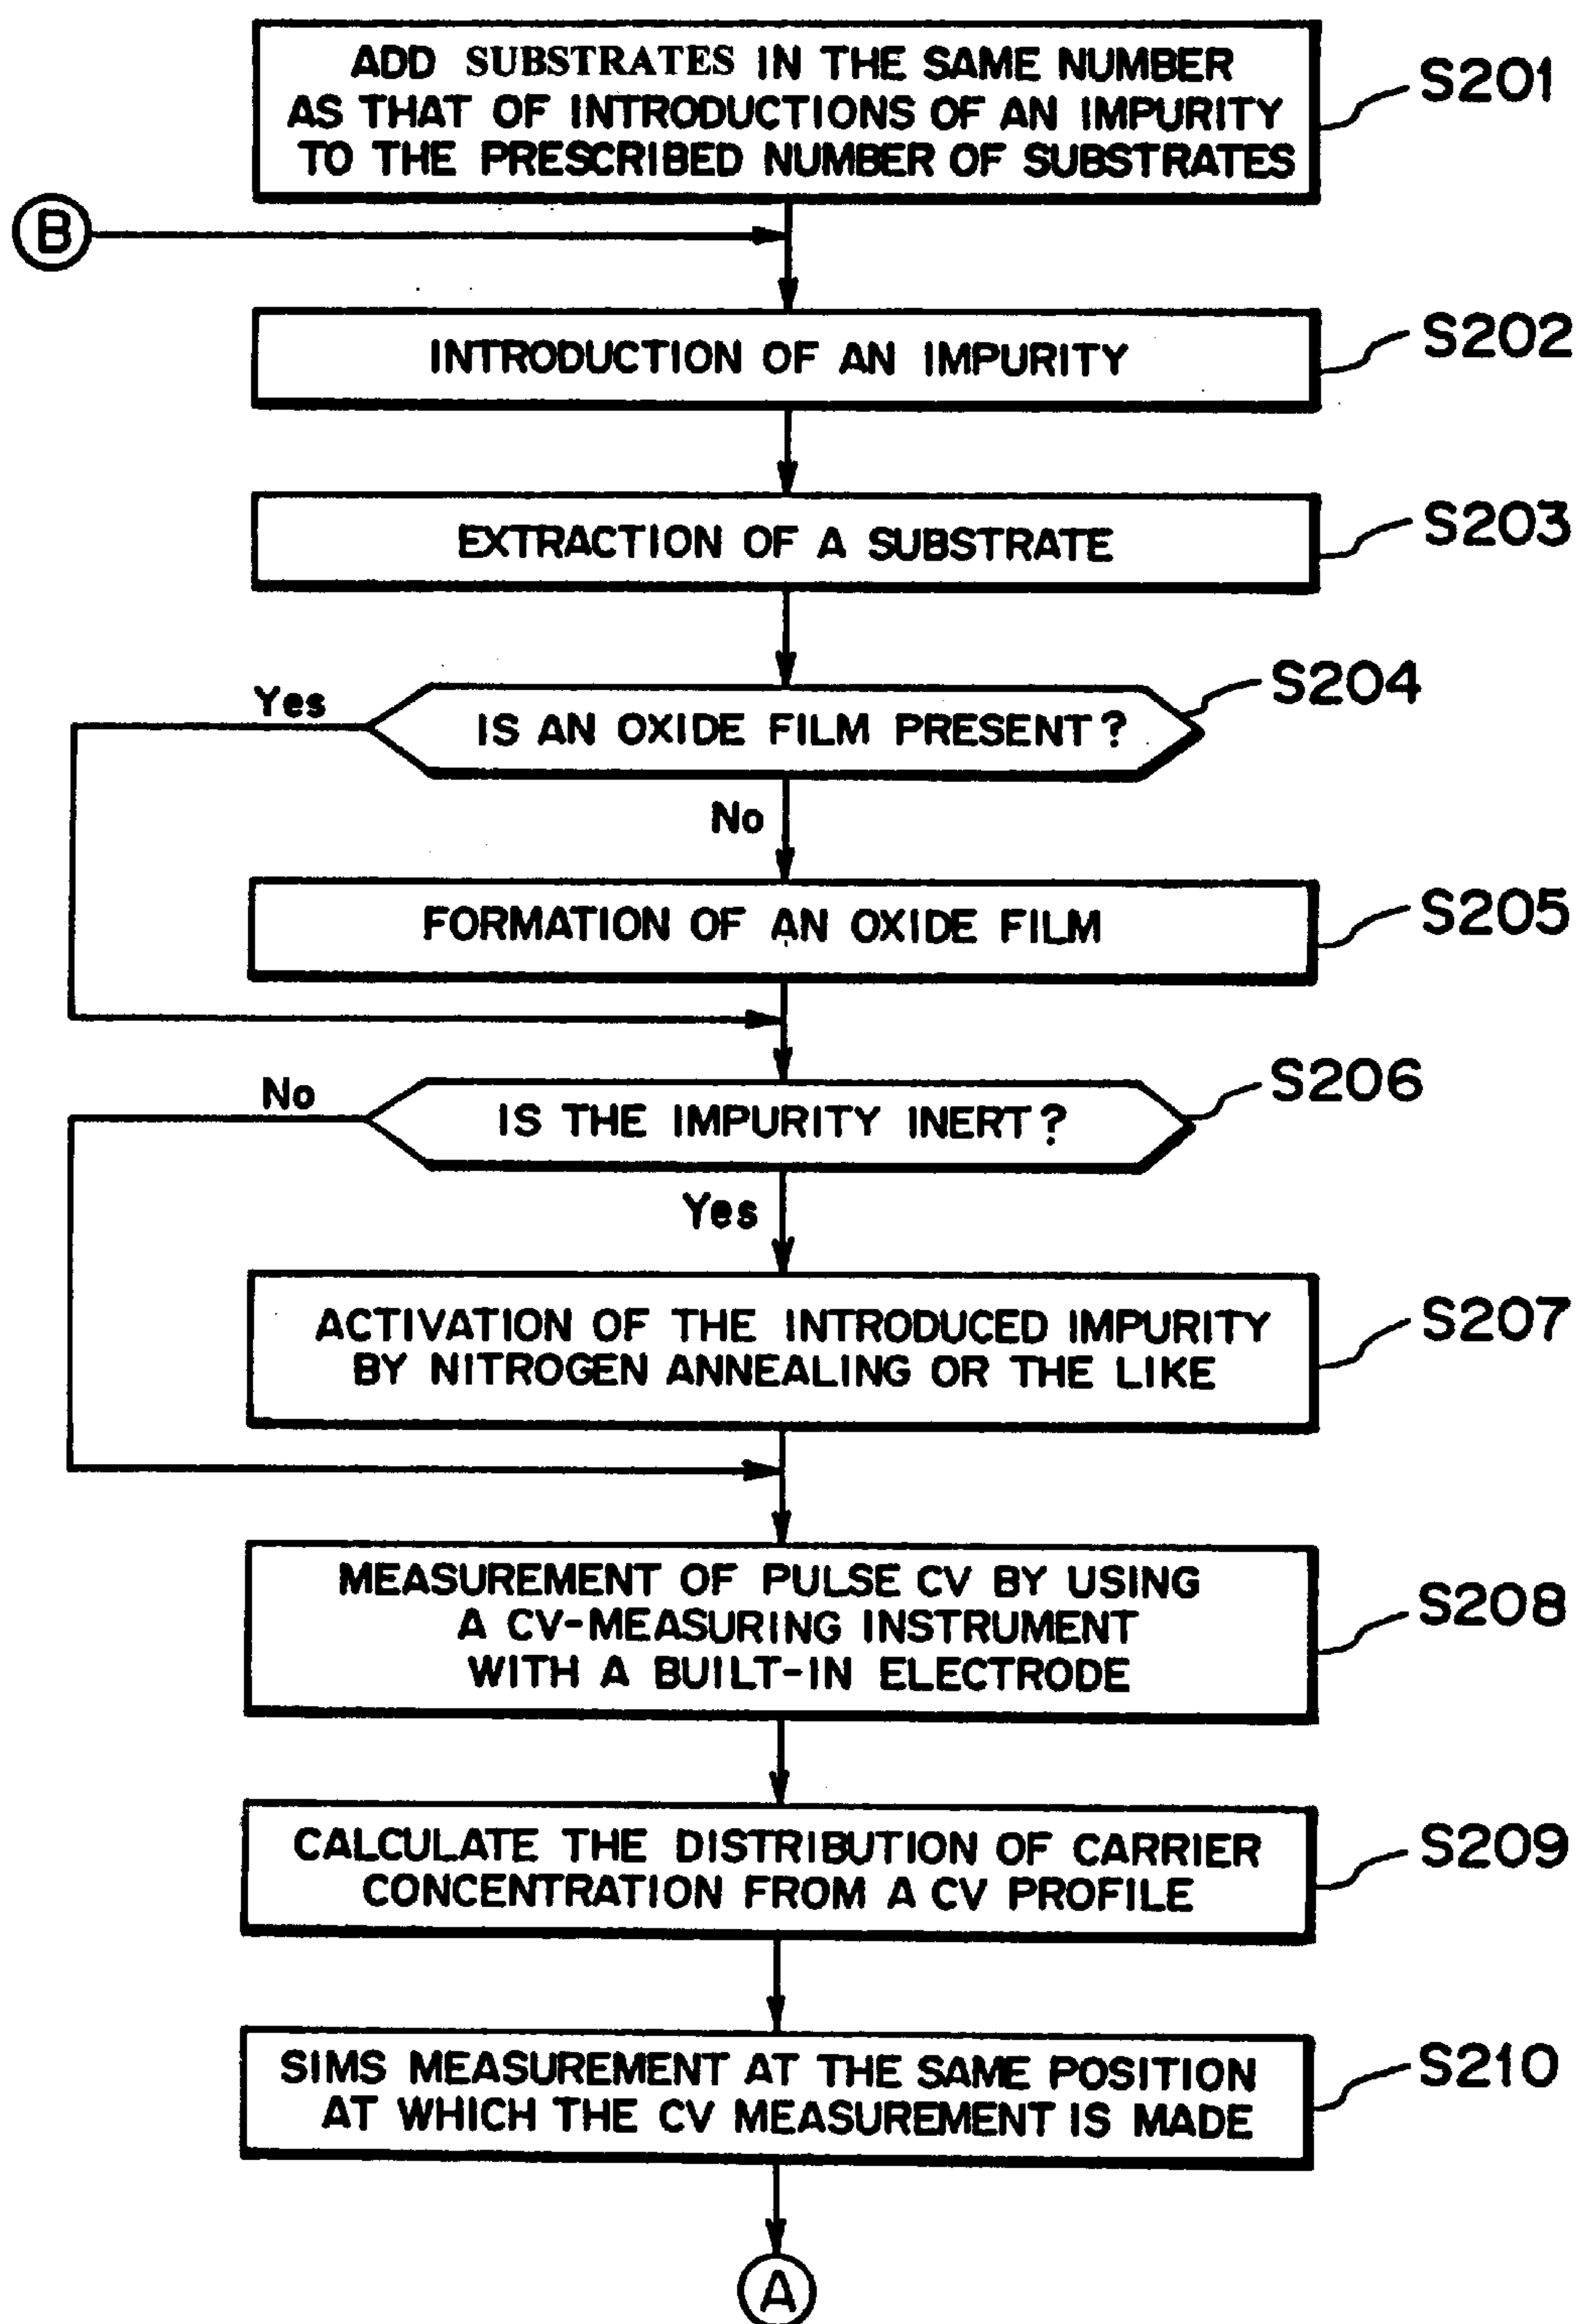 ADD SUBSTRATES IN THE SAME NUMBER
AS THAT OF INTRODUCTIONS OF AN IMPURITY
TO THE PRESCRIBED NUMBER OF SUBSTRATES
S201
B
INTRODUCTION OF AN IMPURITY
S202
EXTRACTION OF A SUBSTRATE
S203
Yes
IS AN OXIDE FILM PRESENT?
S204
No
FORMATION OF AN OXIDE FILM
S205
No
IS THE IMPURITY INERT?
S206
Yes
ACTIVATION OF THE INTRODUCED IMPURITY
BY NITROGEN ANNEALING OR THE LIKE
S207
MEASUREMENT OF PULSE CV BY USING
A CV-MEASURING INSTRUMENT
WITH A BUILT-IN ELECTRODE
S208
CALCULATE THE DISTRIBUTION OF CARRIER
CONCENTRATION FROM A CV PROFILE
S209
SIMS MEASUREMENT AT THE SAME POSITION
AT WHICH THE CV MEASUREMENT IS MADE
S210
A